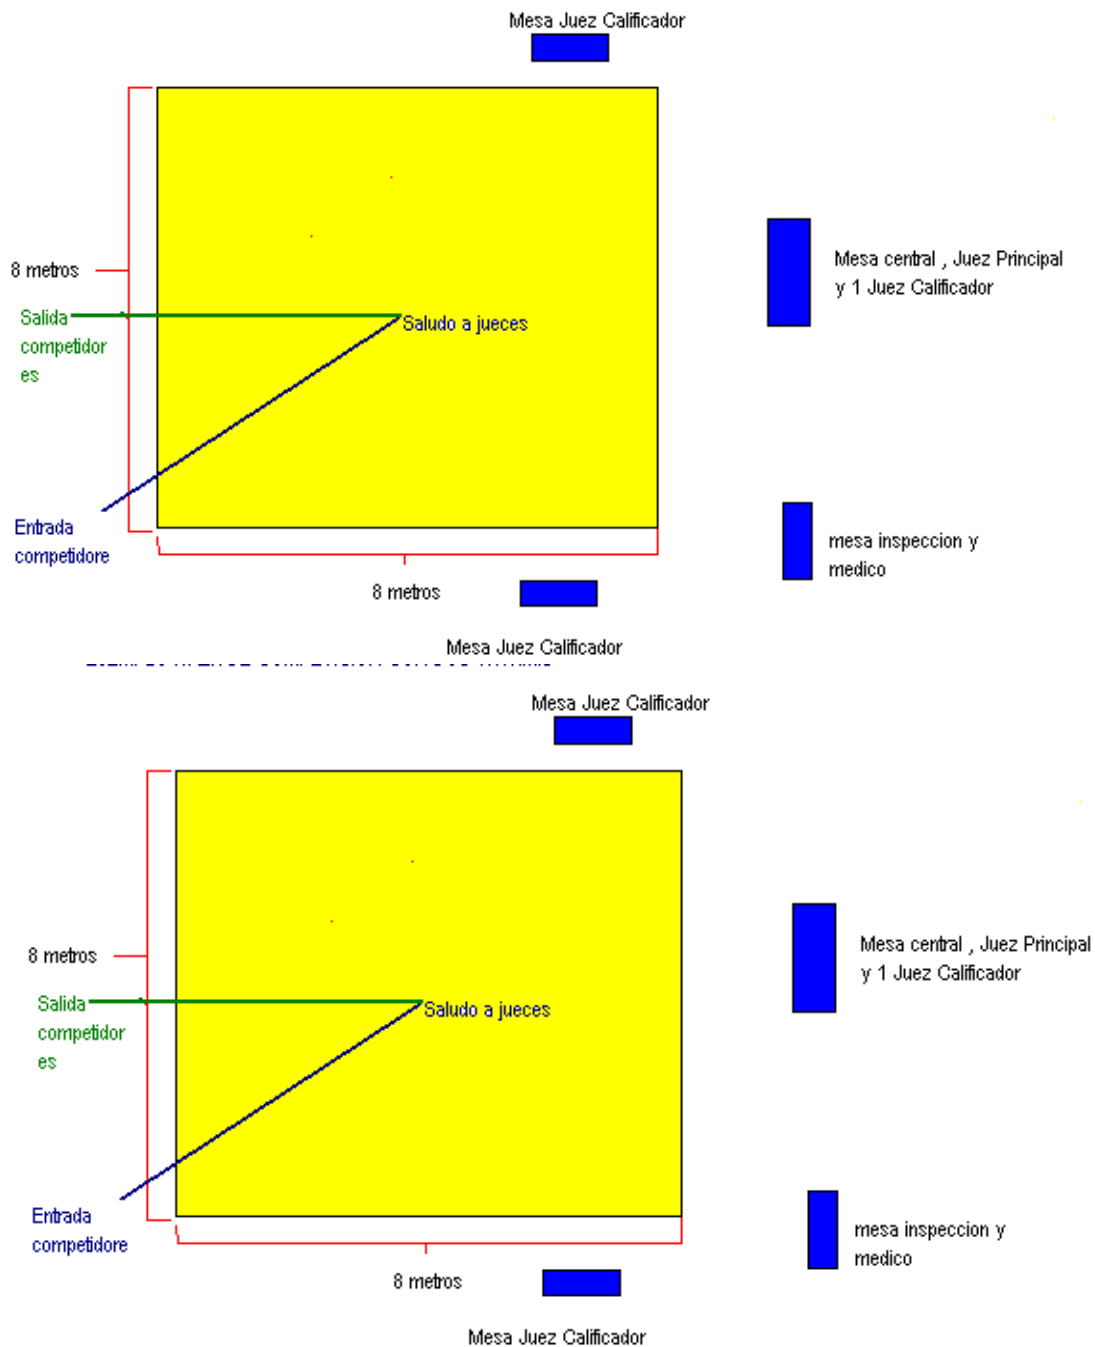 Mesa Juez Calificador
8 metros
Mesa central , Juez Principal
y 1 Juez Calificador
Salida
competidor
es
Saludo a jueces
Entrada
competidore
mesa inspeccion y
medico
8 metros
Mesa Juez Calificador
Mesa Juez Calificador
8 metros
Mesa central , Juez Principal
y 1 Juez Calificador
Salida
competidor
es
Saludo a jueces
Entrada
competidore
mesa inspeccion y
medico
8 metros
Mesa Juez Calificador